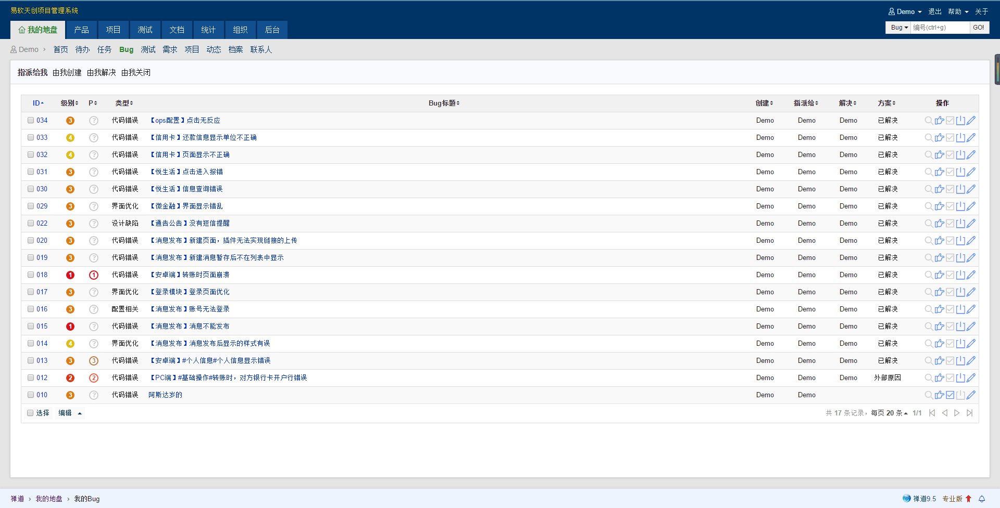 易软天创项目管理系统
Demo 退出 帮助 关于
我的地盘 产品 项目 测试 文档 统计 组织 后台
Bug 编号(ctrl+g) GO!
Demo › 首页 待办 任务 Bug 测试 需求 项目 动态 档案 联系人
指派给我 由我创建 由我解决 由我关闭
ID 级别 P 类型 Bug标题 创建 指派给 解决 方案 操作
034 3 ? 代码错误 【ops配置】点击无反应 Demo Demo Demo 已解决
033 4 ? 代码错误 【信用卡】还款信息显示单位不正确 Demo Demo Demo 已解决
032 4 ? 代码错误 【信用卡】页面显示不正确 Demo Demo Demo 已解决
031 3 ? 代码错误 【悦生活】点击进入报错 Demo Demo Demo 已解决
030 3 ? 代码错误 【悦生活】信息查询错误 Demo Demo Demo 已解决
029 3 ? 界面优化 【微金融】界面显示错乱 Demo Demo Demo 已解决
022 3 ? 设计缺陷 【通告公告】没有短信提醒 Demo Demo Demo 已解决
020 3 ? 代码错误 【消息发布】新建页面，插件无法实现链接的上传 Demo Demo Demo 已解决
019 3 ? 代码错误 【消息发布】新建消息暂存后不在列表中显示 Demo Demo Demo 已解决
018 1 1 代码错误 【安卓端】转账时页面崩溃 Demo Demo Demo 已解决
017 3 ? 界面优化 【登录模块】登录页面优化 Demo Demo Demo 已解决
016 3 ? 配置相关 【消息发布】账号无法登录 Demo Demo Demo 已解决
015 1 ? 代码错误 【消息发布】消息不能发布 Demo Demo Demo 已解决
014 4 ? 界面优化 【消息发布】消息发布后显示的样式有误 Demo Demo Demo 已解决
013 3 3 代码错误 【安卓端】#个人信息#个人信息显示错误 Demo Demo Demo 已解决
012 2 2 代码错误 【PC端】#基础操作#转账时，对方银行卡开户行错误 Demo Demo Demo 外部原因
010 3 ? 代码错误 阿斯达岁的 Demo Demo
选择 编辑 共 17 条记录，每页 20 条 1/1
禅道 › 我的地盘 › 我的Bug 禅道9.5 专业版